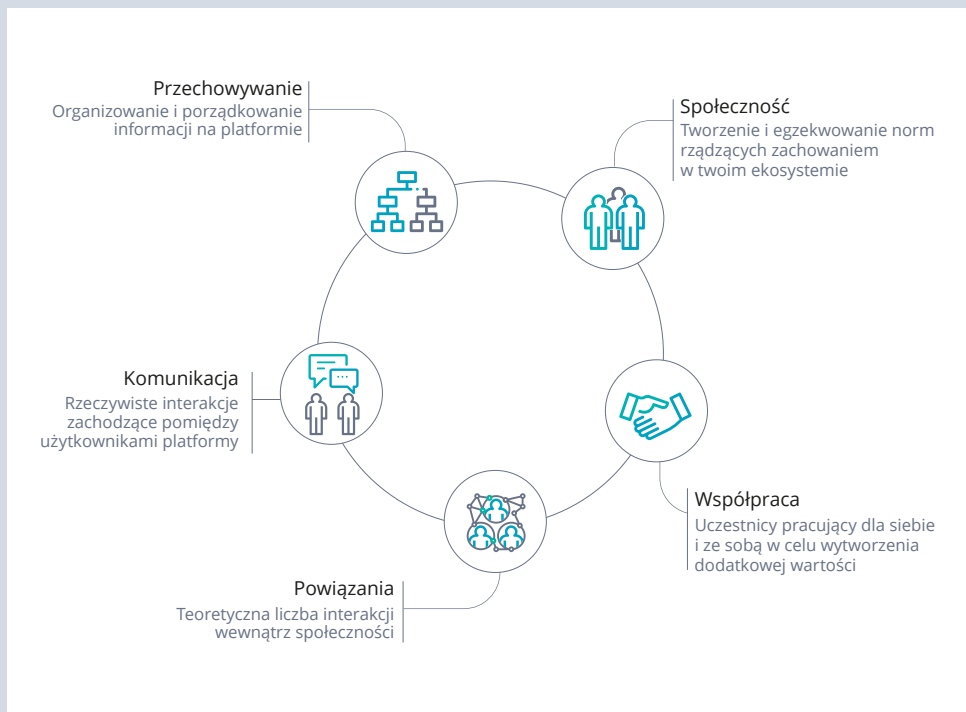 Przechowywanie
Organizowanie i porządkowanie
informacji na platformie
Społeczność
Tworzenie i egzekwowanie norm
rządzących zachowaniem
w twoim ekosystemie
Komunikacja
Rzeczywiste interakcje
zachodzące pomiędzy
użytkownikami platformy
Współpraca
Uczestnicy pracujący dla siebie
i ze sobą w celu wytworzenia
dodatkowej wartości
Powiązania
Teoretyczna liczba interakcji
wewnątrz społeczności